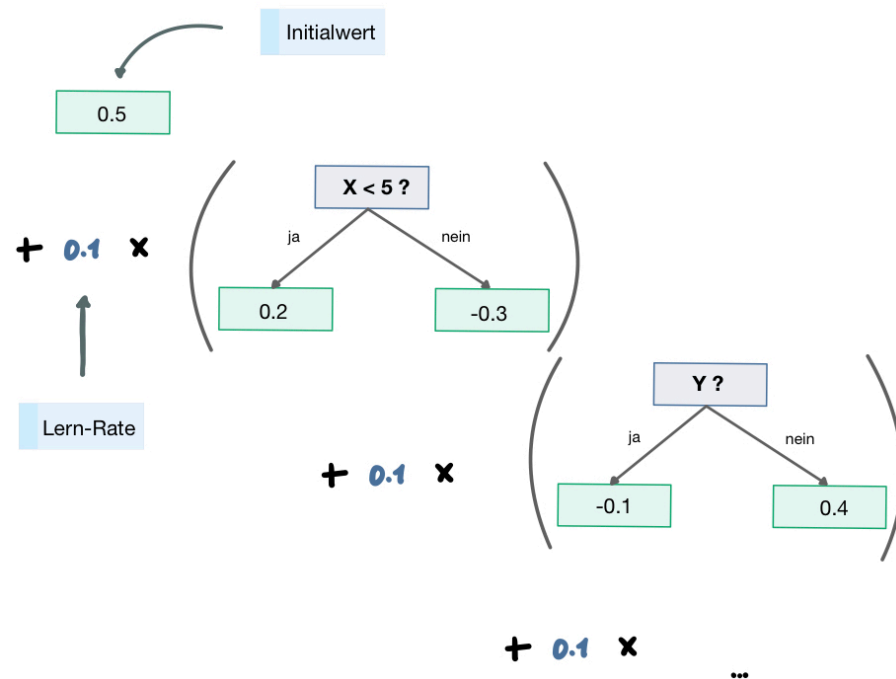 Initialwert
0.5
X < 5 ?
+ 0.1 x
ja
nein
0.2
-0.3
Lern-Rate
Y ?
ja
nein
+ 0.1 x
-0.1
0.4
+ 0.1 x
...